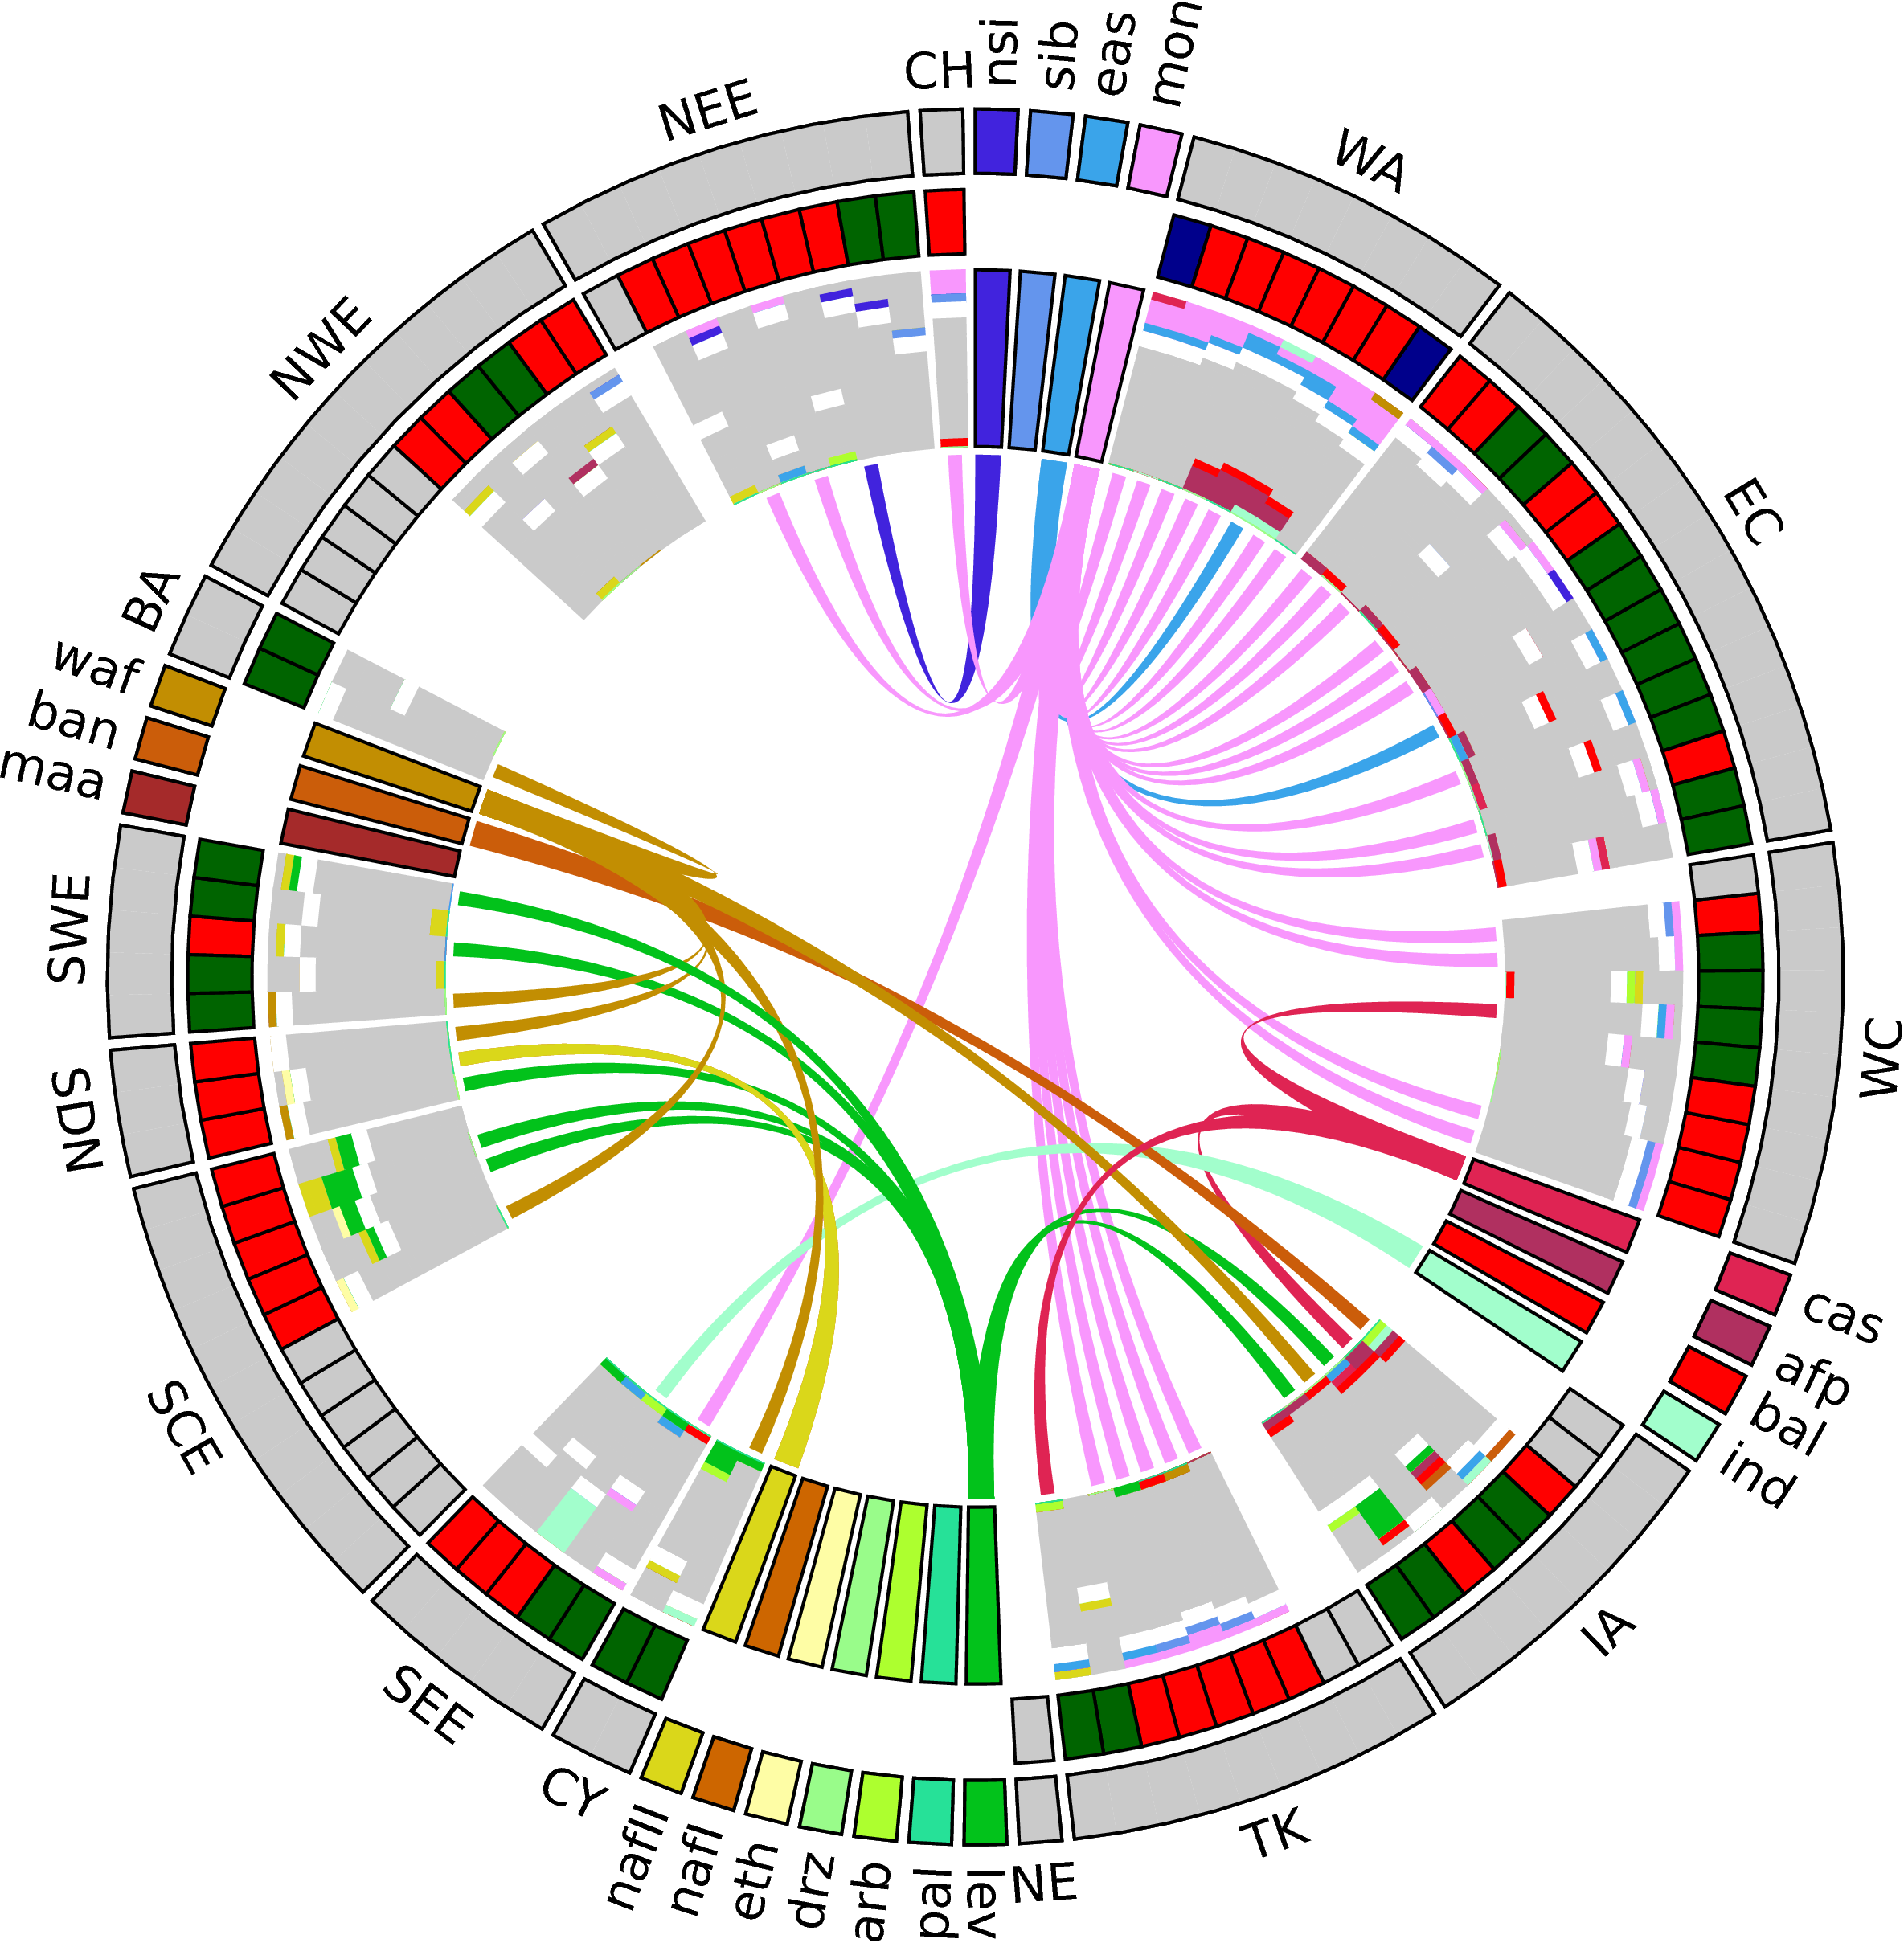 CH
nsi
sib
eas
mon
WA
EC
WC
cas
afp
bal
ind
IA
TK
NE
lev
pal
arb
drz
eth
nafI
nafII
CY
SEE
SCE
NDS
SWE
maa
ban
waf
BA
NWE
NEE